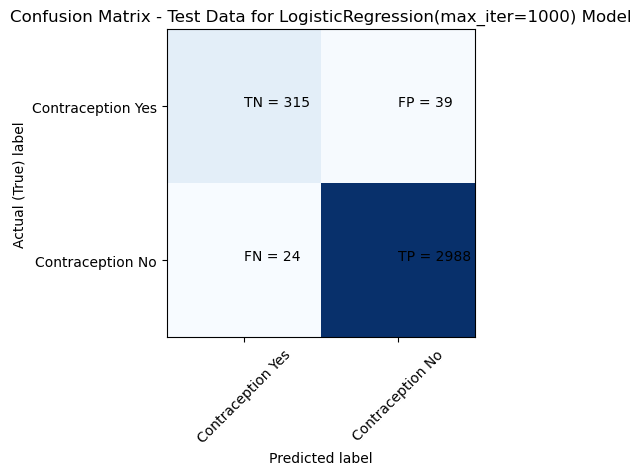 Confusion Matrix - Test Data for LogisticRegression(max_iter=1000) Model
Actual (True) label
Contraception Yes
TN = 315
FP = 39
Contraception No
FN = 24
TP = 2988
Contraception Yes
Contraception No
Predicted label